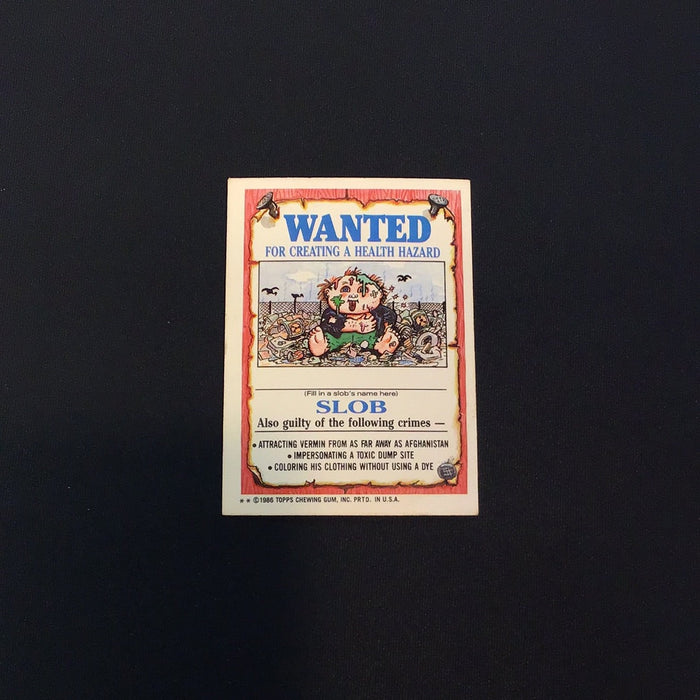 WANTED
FOR CREATING A HEALTH HAZARD
(Fill in a slob's name here)
SLOB
Also guilty of the following crimes —
• ATTRACTING VERMIN FROM AS FAR AWAY AS AFGHANISTAN
• IMPERSONATING A TOXIC DUMP SITE
• COLORING HIS CLOTHING WITHOUT USING A DYE
** ©1986 TOPPS CHEWING GUM, INC. PRTD. IN U.S.A.